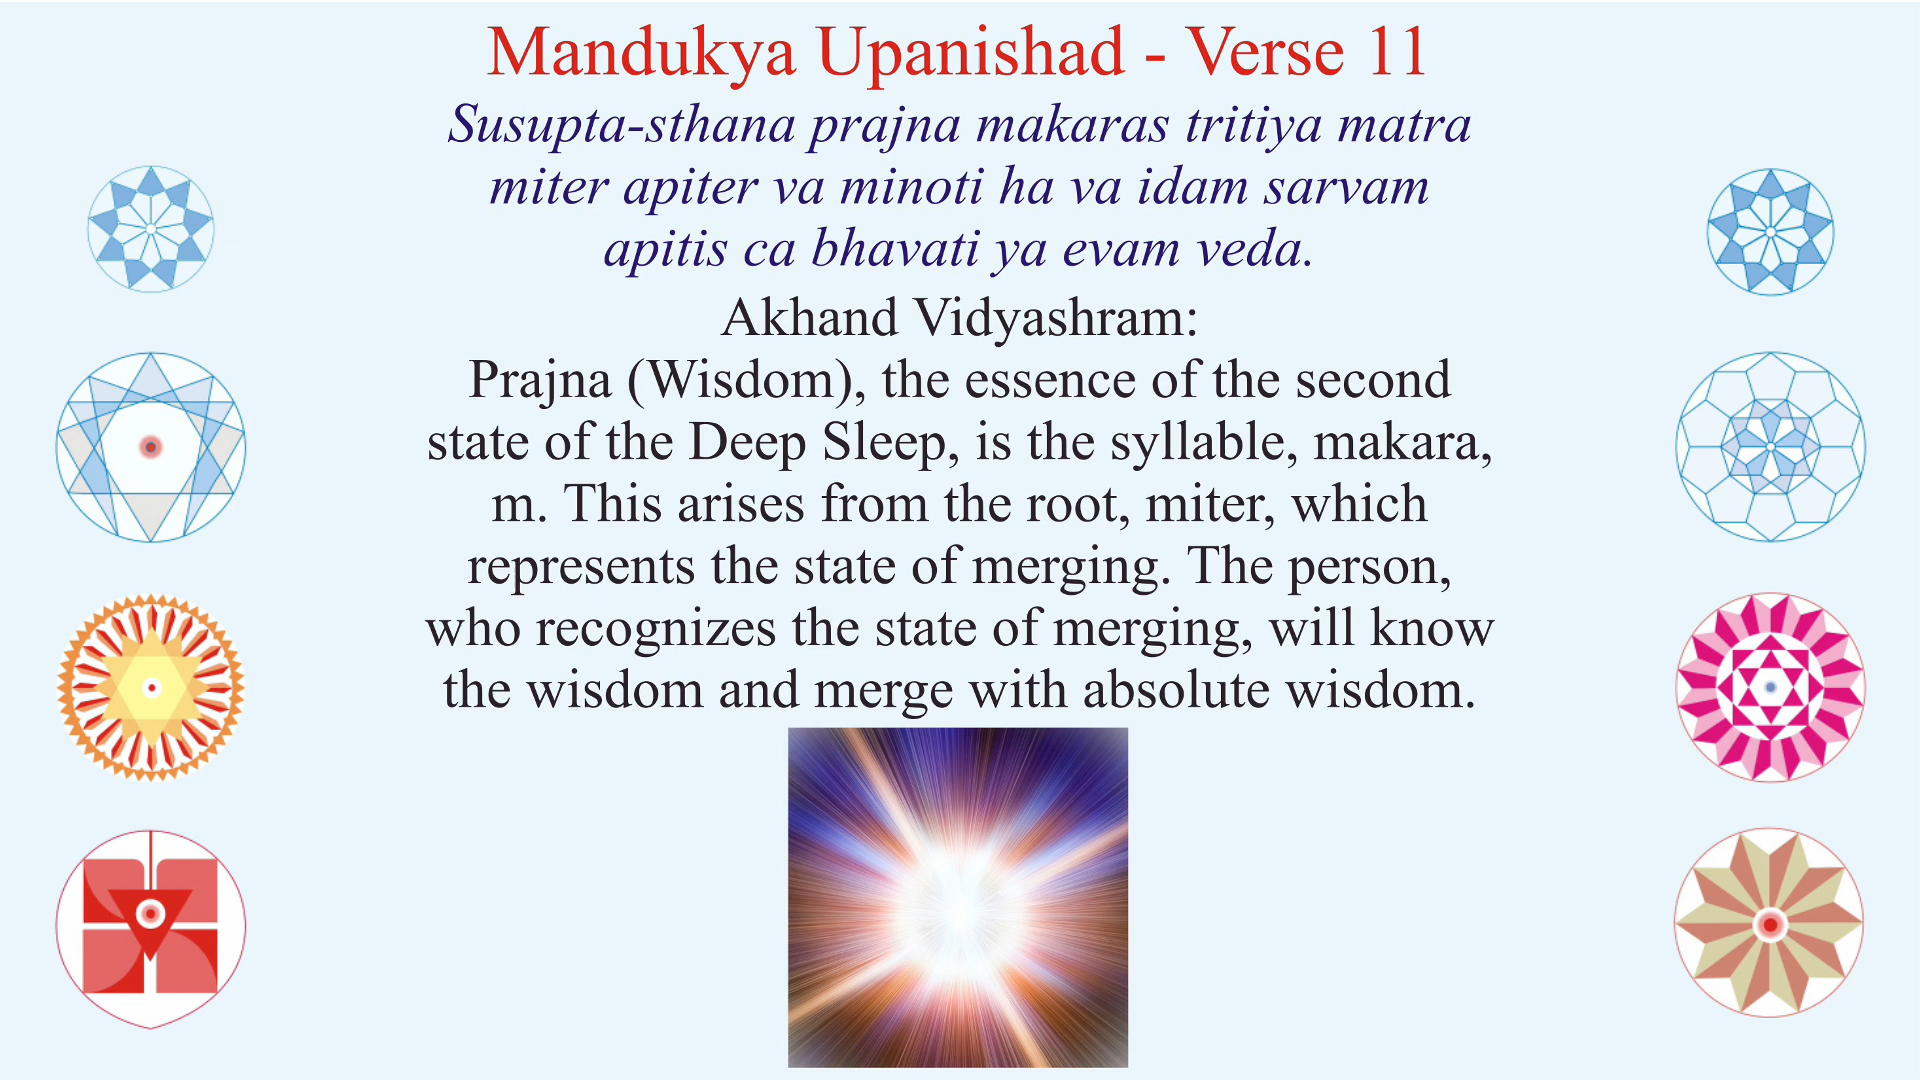 Mandukya Upanishad - Verse 11
Susupta-sthana prajna makaras tritiya matra
miter apiter va minoti ha va idam sarvam
apitis ca bhavati ya evam veda.
Akhand Vidyashram:
Prajna (Wisdom), the essence of the second
state of the Deep Sleep, is the syllable, makara,
m. This arises from the root, miter, which
represents the state of merging. The person,
who recognizes the state of merging, will know
the wisdom and merge with absolute wisdom.